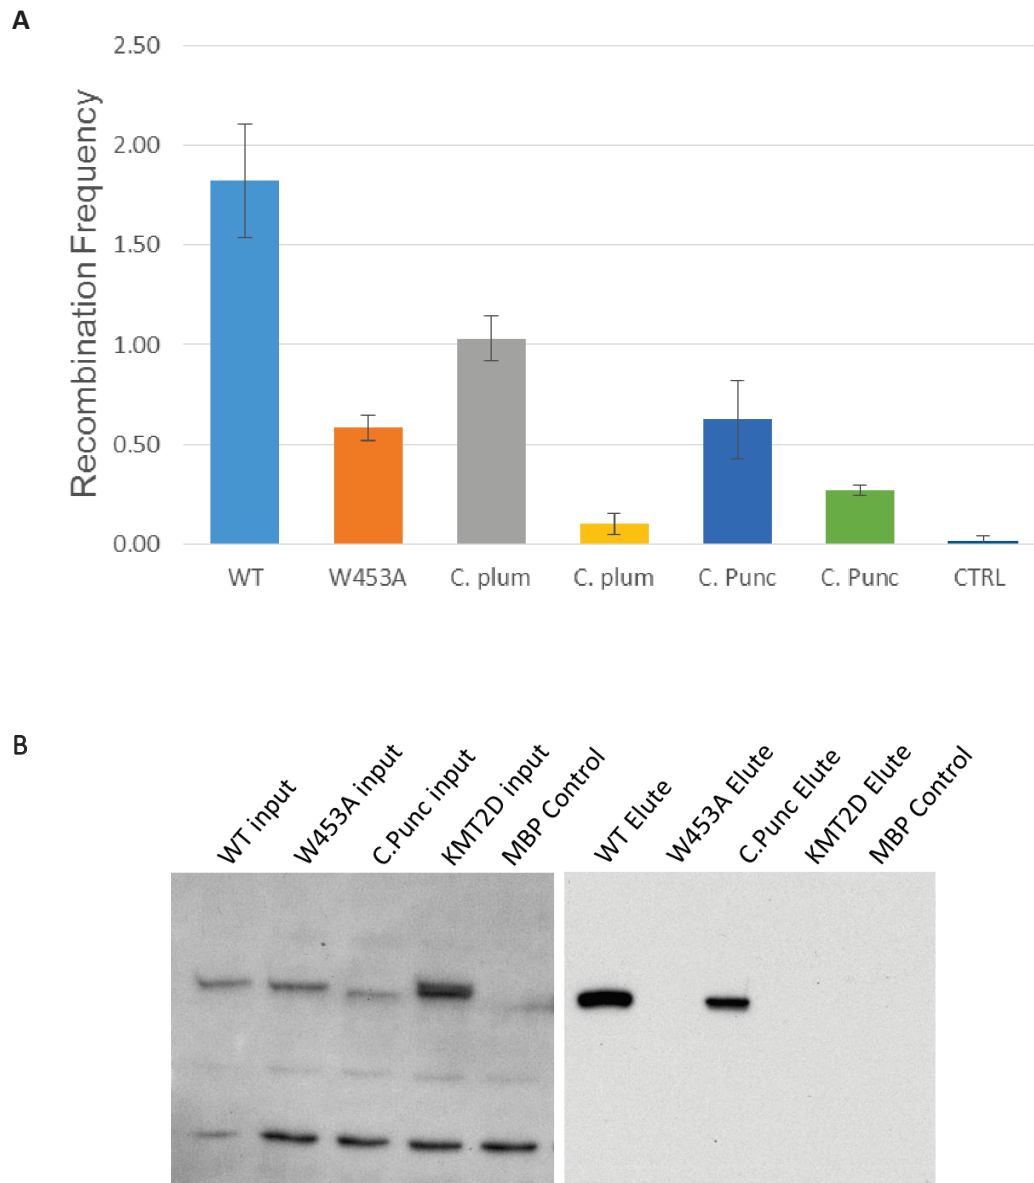 A
2.50
2.00
1.50
1.00
0.50
0.00
Recombination Frequency
WT W453A C. plum C. plum C. Punc C. Punc CTRL
B
WT input
W453A input
C.Punc input
KMT2D input
MBP Control
WT Elute
W453A Elute
C.Punc Elute
KMT2D Elute
MBP Control